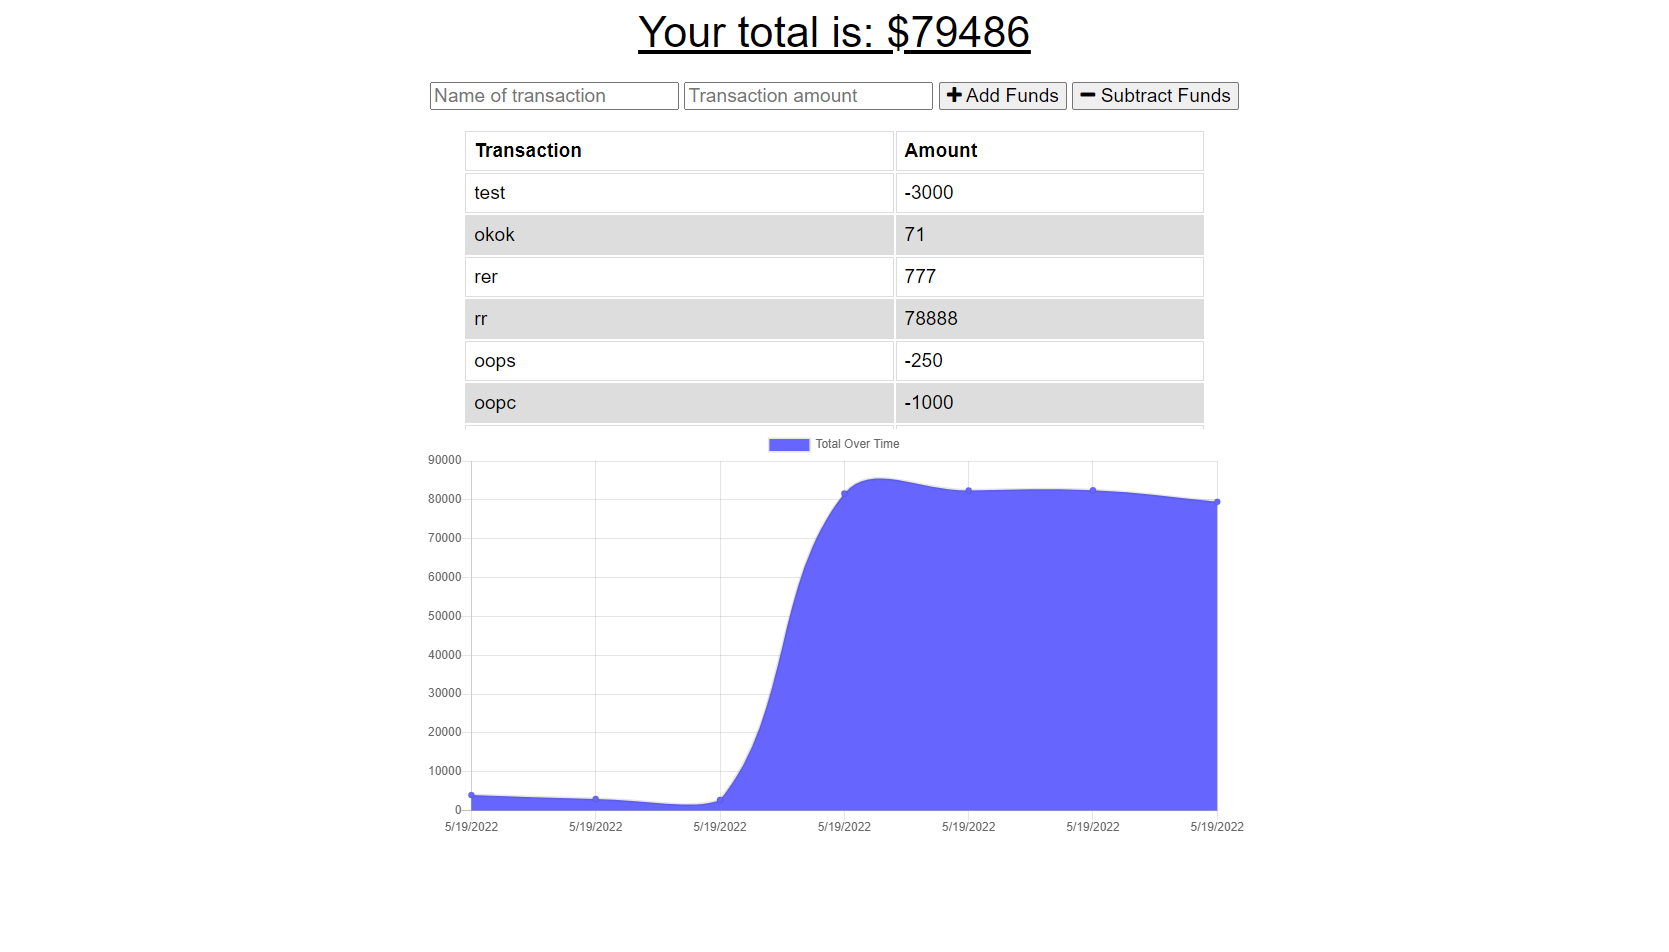 Your total is: $79486
Name of transaction Transaction amount Add Funds Subtract Funds
Transaction Amount
test -3000
okok 71
rer 777
rr 78888
oops -250
oopc -1000
Total Over Time
90000
80000
70000
60000
50000
40000
30000
20000
10000
0
5/19/2022 5/19/2022 5/19/2022 5/19/2022 5/19/2022 5/19/2022 5/19/2022